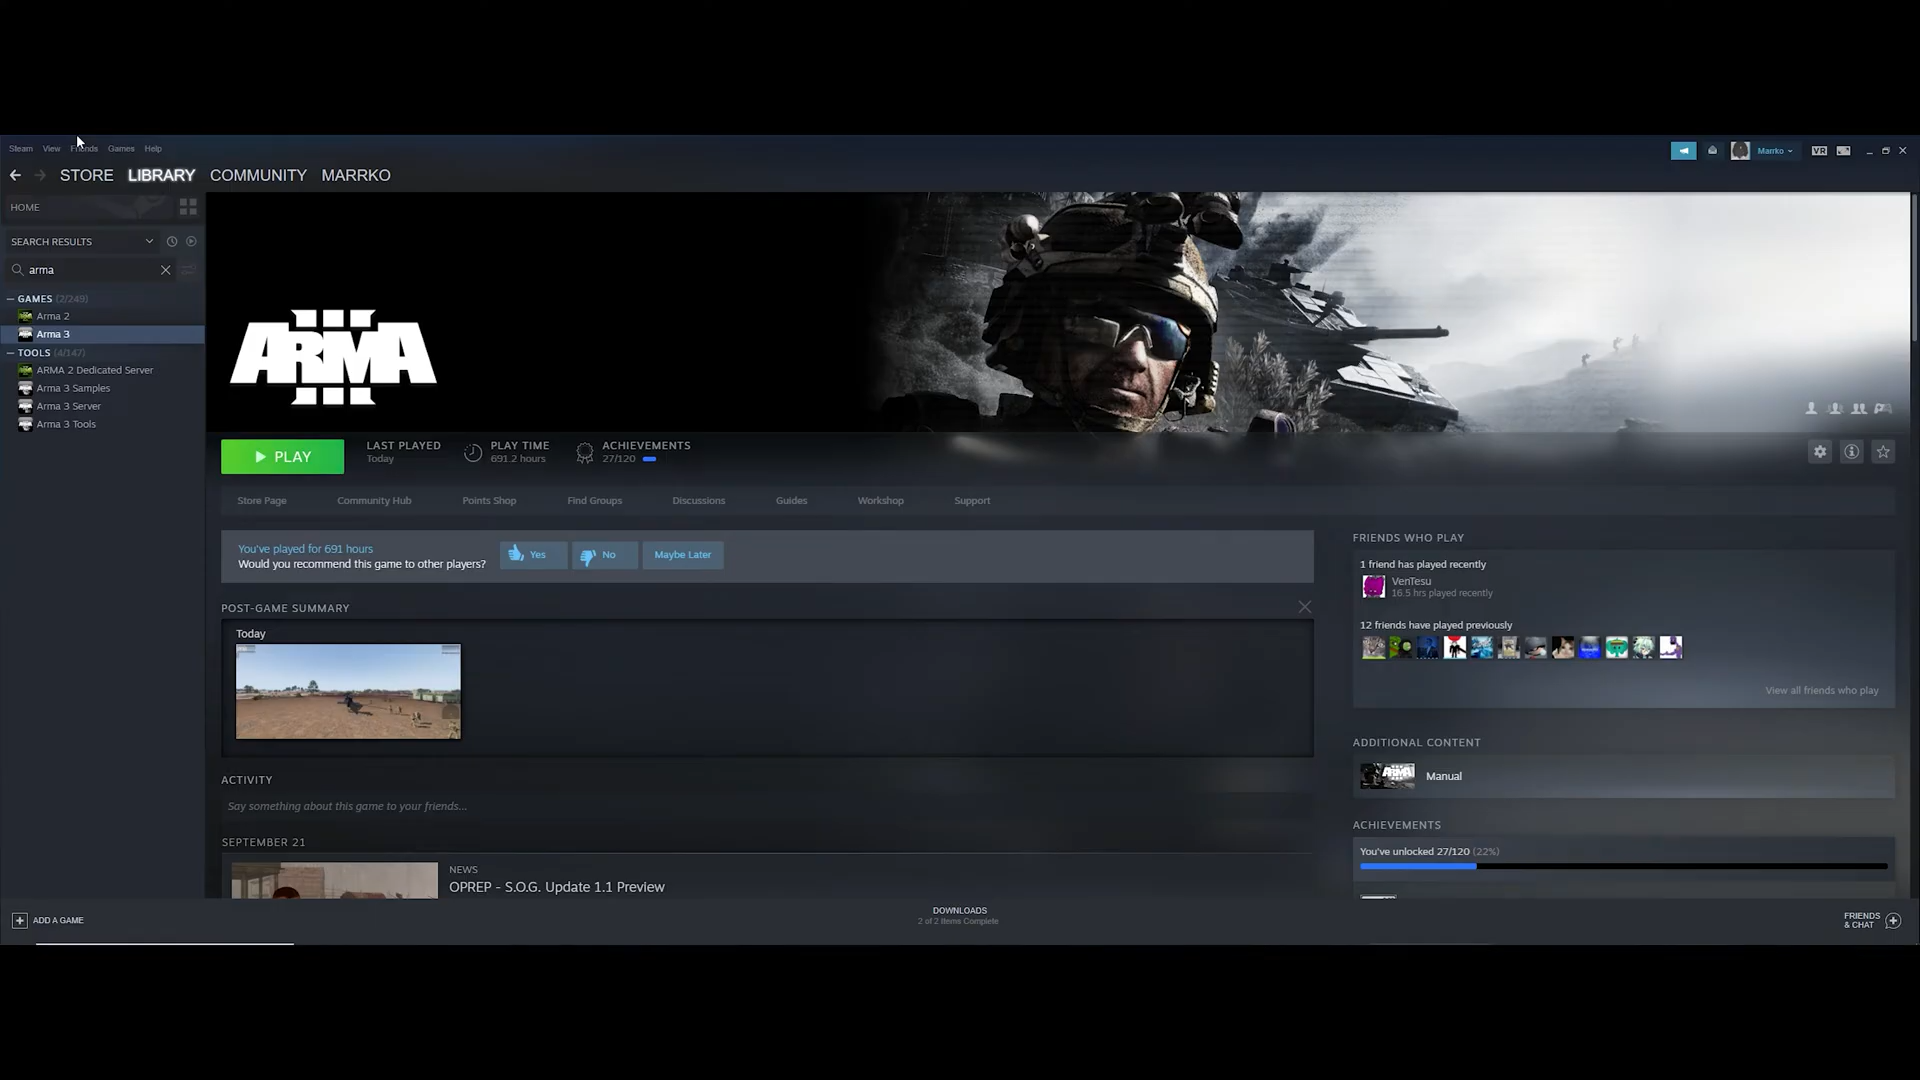 Steam View Friends Games Help
Marrko
VR
STORE LIBRARY COMMUNITY MARRKO
HOME
SEARCH RESULTS
arma
GAMES (2/249)
Arma 2
Arma 3
TOOLS (4/147)
ARMA 2 Dedicated Server
Arma 3 Samples
Arma 3 Server
Arma 3 Tools
ARMA
III
PLAY
LAST PLAYED
Today
PLAY TIME
691.2 hours
ACHIEVEMENTS
27/120
Store Page Community Hub Points Shop Find Groups Discussions Guides Workshop Support
You've played for 691 hours
Would you recommend this game to other players?
Yes No Maybe Later
POST-GAME SUMMARY
Today
ACTIVITY
Say something about this game to your friends...
SEPTEMBER 21
NEWS
OPREP - S.O.G. Update 1.1 Preview
FRIENDS WHO PLAY
1 friend has played recently
VenTesu
16.5 hrs played recently
12 friends have played previously
View all friends who play
ADDITIONAL CONTENT
ARMA
Manual
ACHIEVEMENTS
You've unlocked 27/120 (22%)
ADD A GAME
DOWNLOADS
2 of 2 Items Complete
FRIENDS
& CHAT